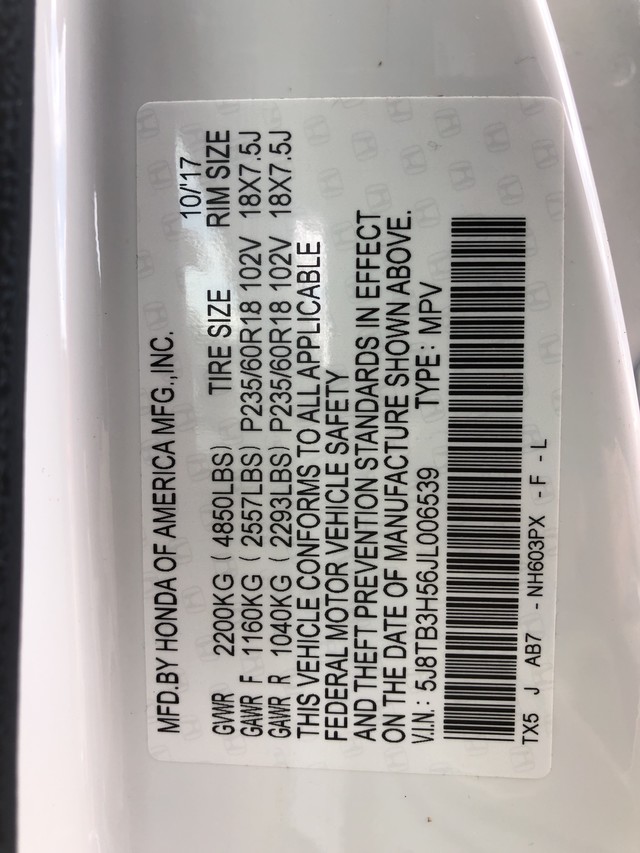 MFD.BY HONDA OF AMERICA MFG.,INC. 10/'17
GVWR 2200KG ( 4850LBS) TIRE SIZE RIM SIZE
GAWR F 1160KG ( 2557LBS) P235/60R18 102V 18X7.5J
GAWR R 1040KG ( 2293LBS) P235/60R18 102V 18X7.5J
THIS VEHICLE CONFORMS TO ALL APPLICABLE
FEDERAL MOTOR VEHICLE SAFETY
AND THEFT PREVENTION STANDARDS IN EFFECT
ON THE DATE OF MANUFACTURE SHOWN ABOVE.
V.I.N.: 5J8TB3H56JL006539 TYPE: MPV
TX5 J AB7 - NH603PX - F - L